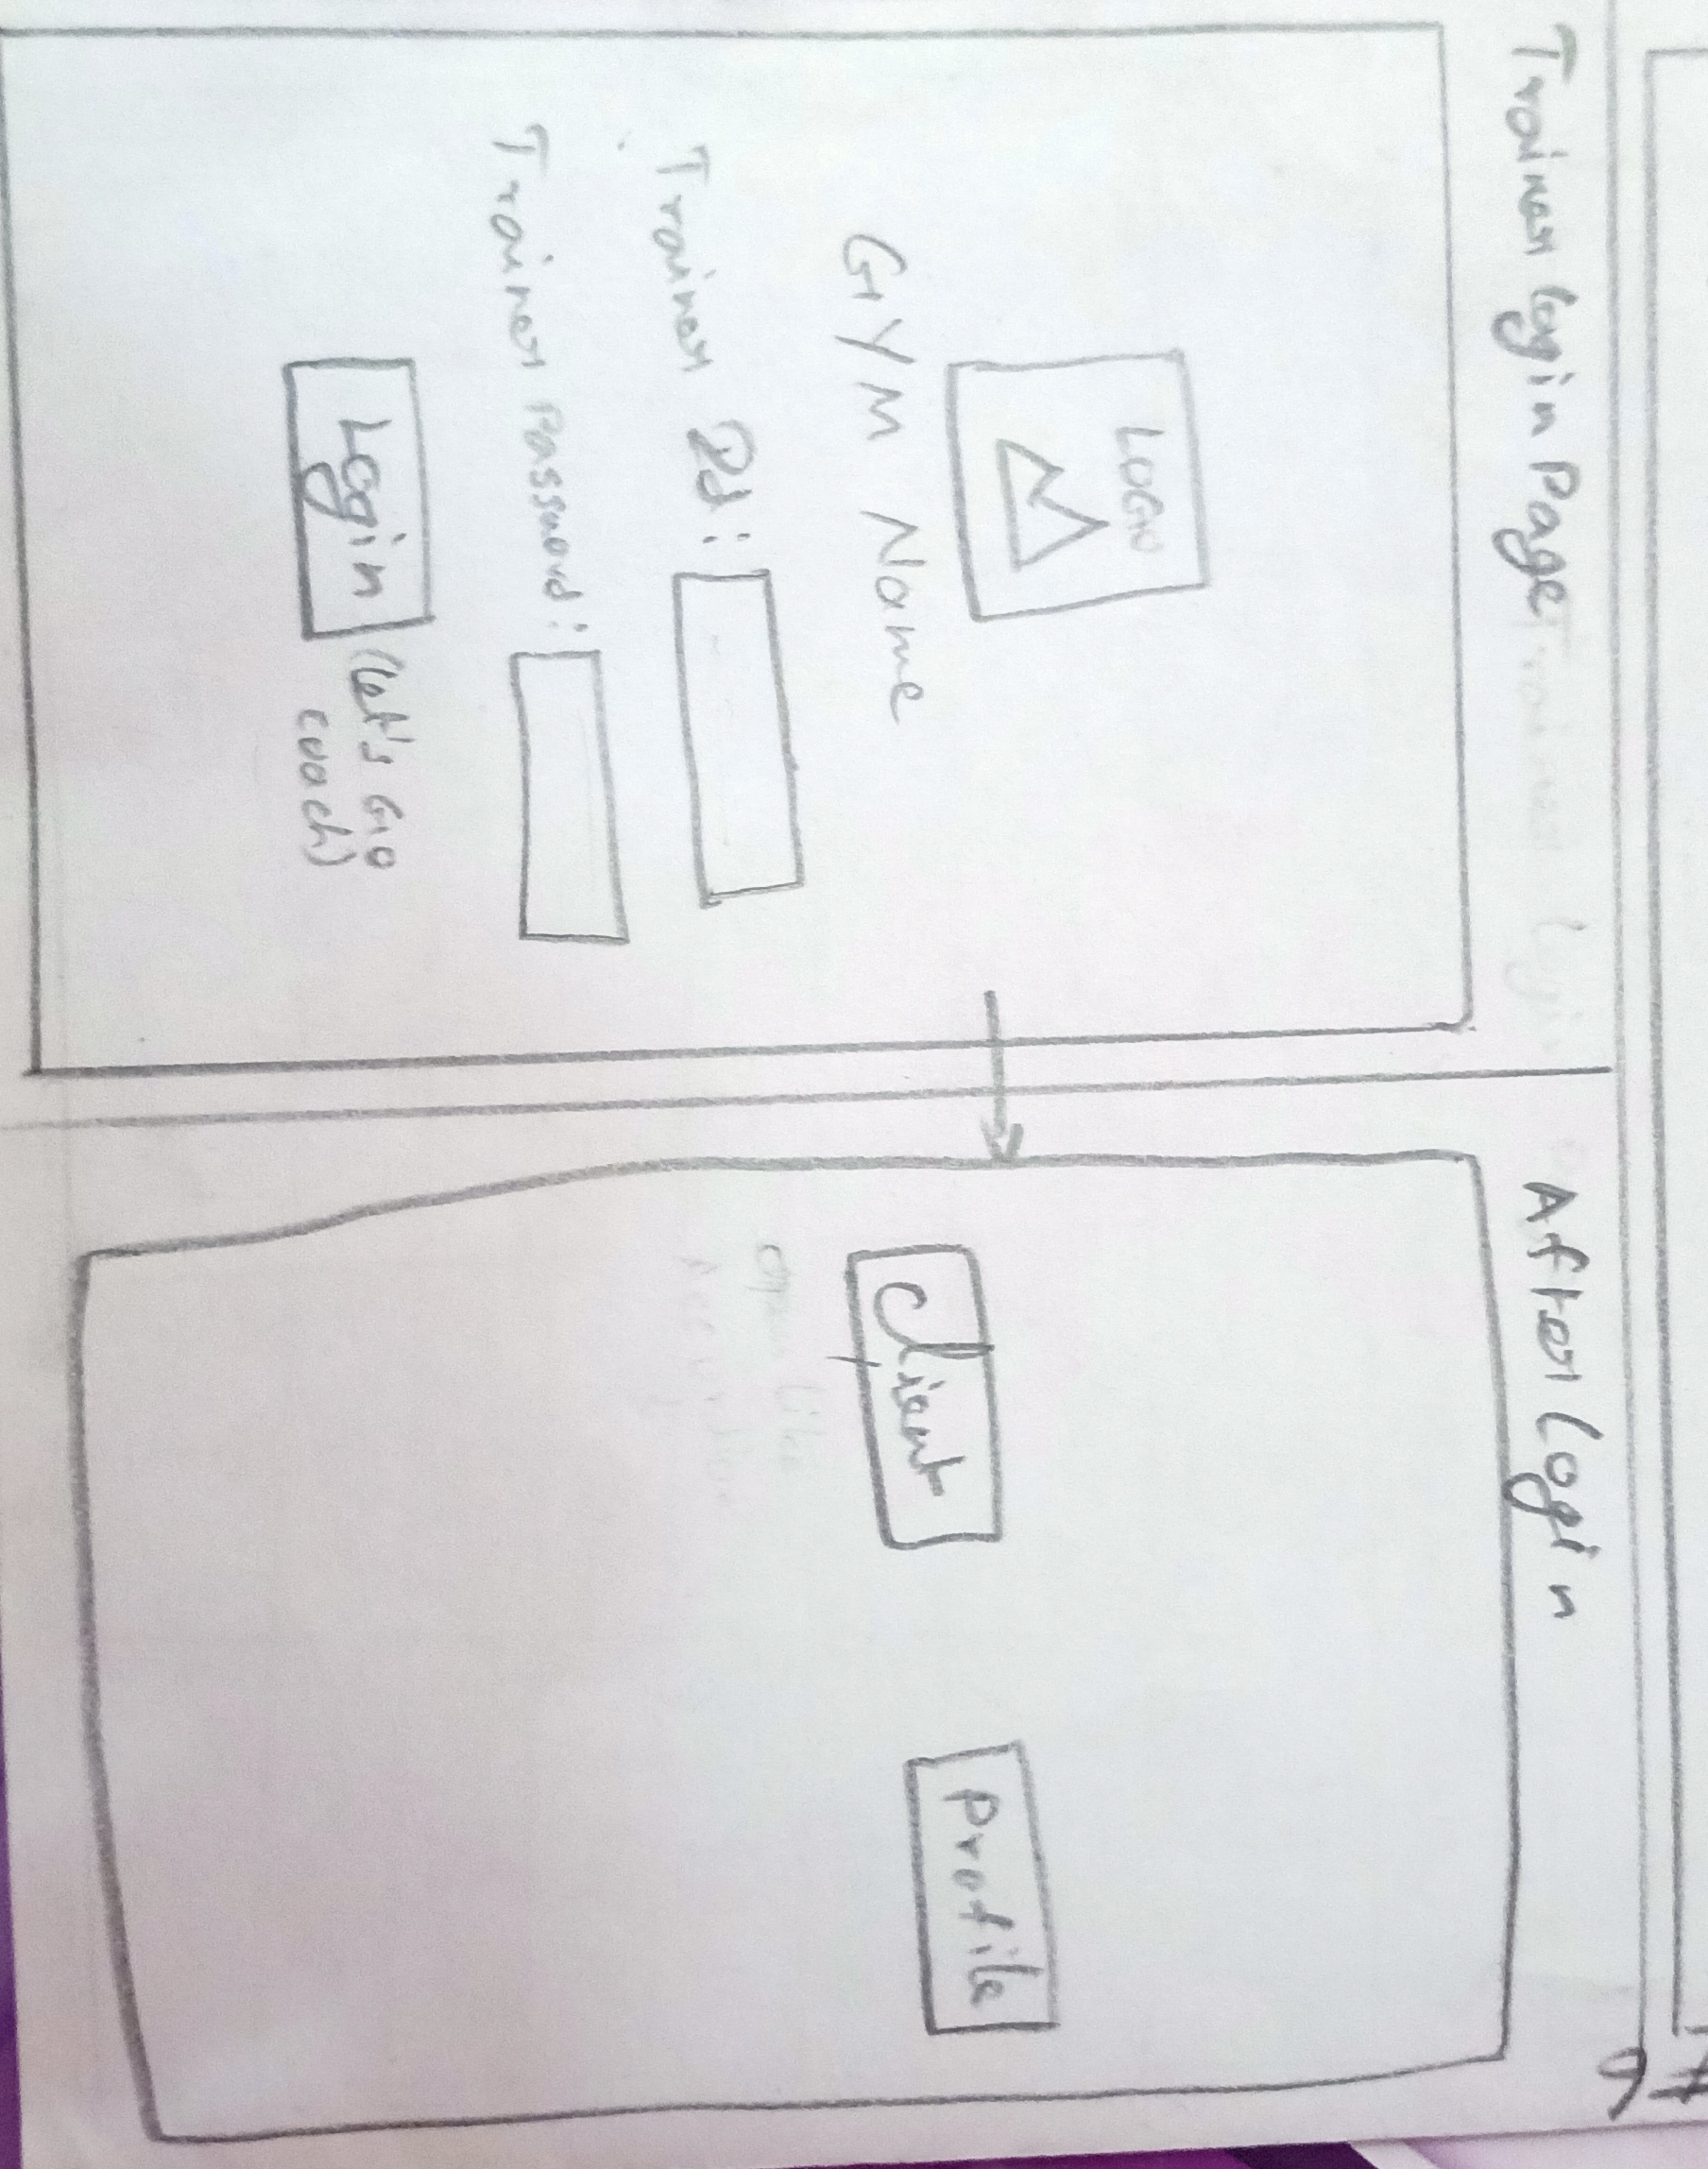 Trainer login Page
LOGO
GYM Name
Trainer Id:
Trainer Password:
Login (Let's Go
coach)
After login
Client
Profile